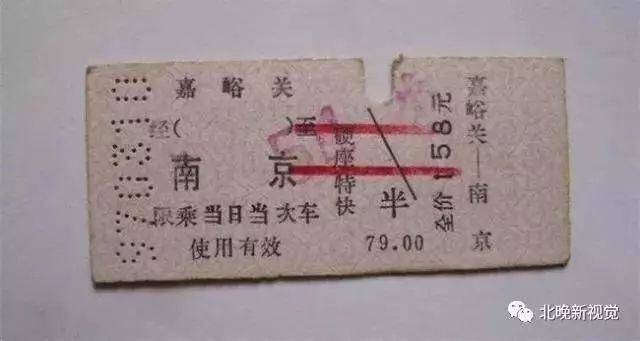 嘉峪关
经( )至
南京
限乘当日当次车
使用有效
硬座特快
半
79.00
全价158元
嘉峪关—南京
北晚新视觉